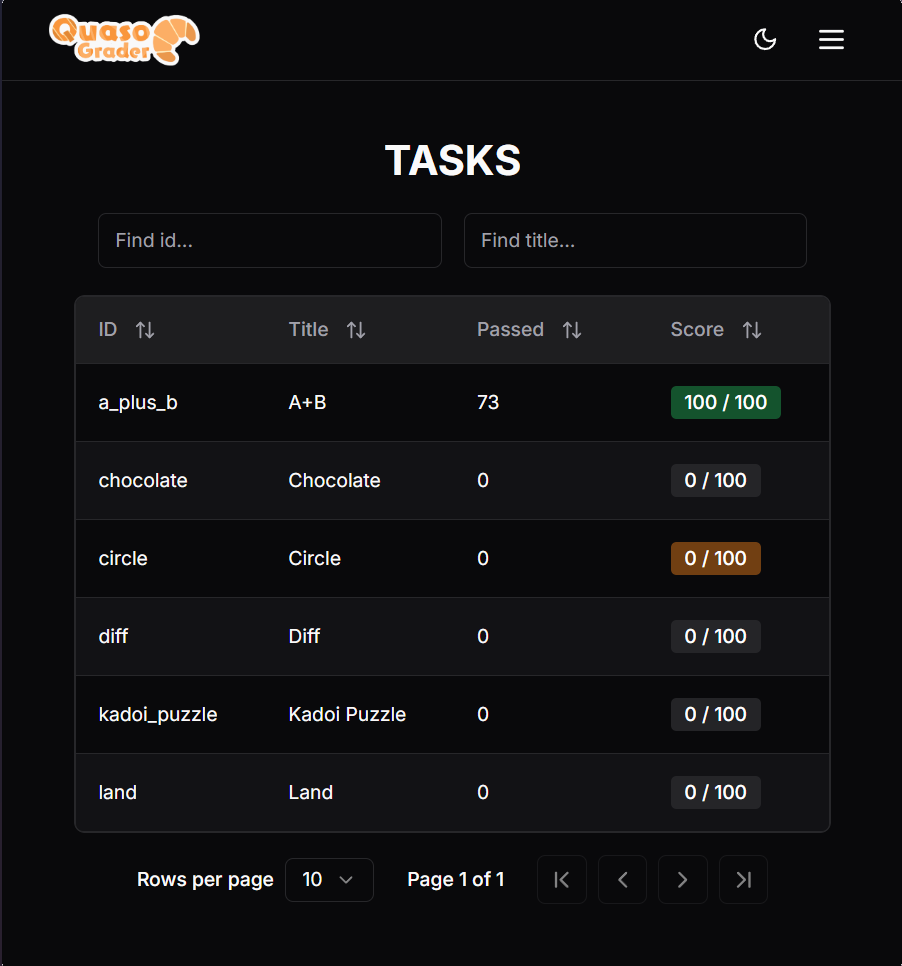 Quaso
Grader
TASKS
Find id...
Find title...
ID Title Passed Score
a_plus_b A+B 73 100 / 100
chocolate Chocolate 0 0 / 100
circle Circle 0 0 / 100
diff Diff 0 0 / 100
kadoi_puzzle Kadoi Puzzle 0 0 / 100
land Land 0 0 / 100
Rows per page 10 Page 1 of 1